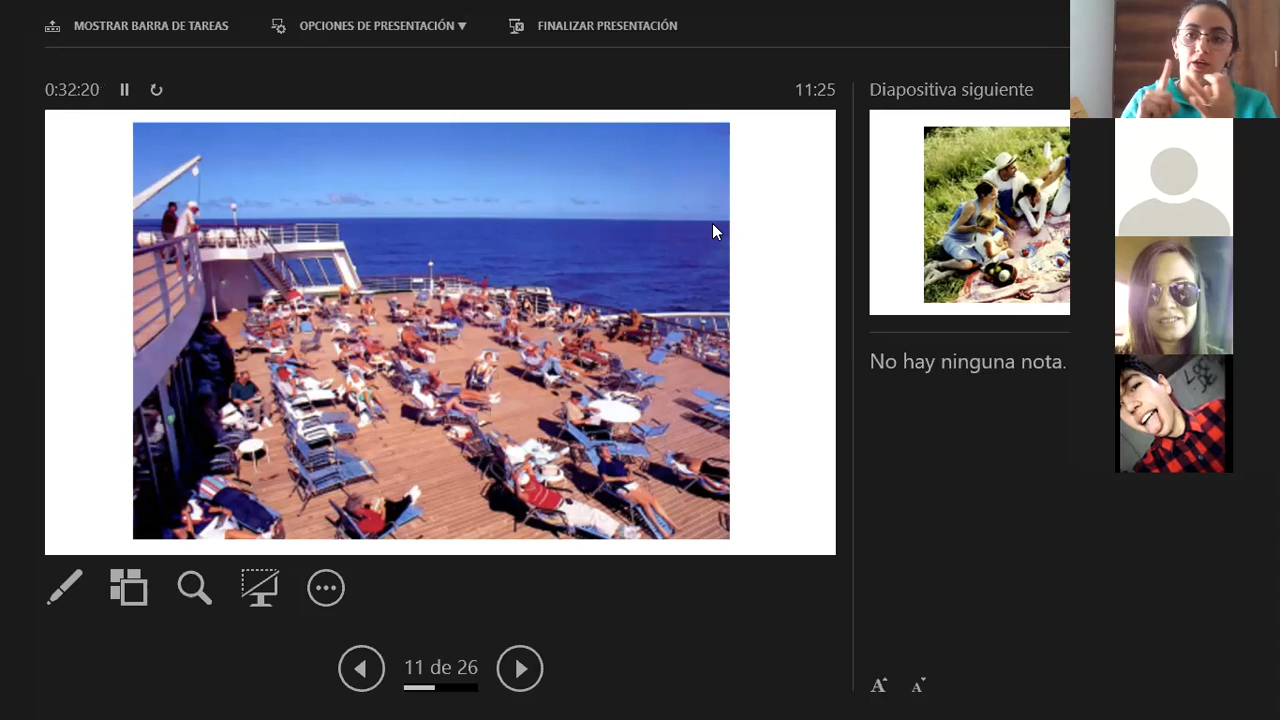 MOSTRAR BARRA DE TAREAS
OPCIONES DE PRESENTACIÓN ▼
FINALIZAR PRESENTACIÓN
0:32:20
11:25
Diapositiva siguiente
No hay ninguna nota.
11 de 26
A
A